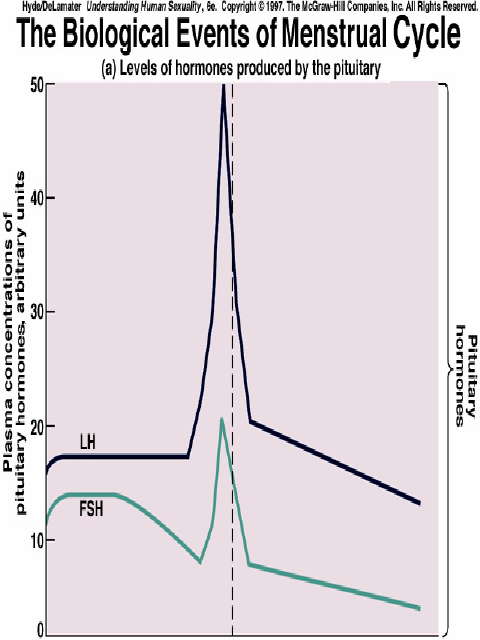 Hyde/DeLamater Understanding Human Sexuality, 6e. Copyright © 1997. The McGraw-Hill Companies, Inc. All Rights Reserved.
The Biological Events of Menstrual Cycle
(a) Levels of hormones produced by the pituitary
Plasma concentrations of
pituitary hormones, arbitrary units
50
40
30
20
10
0
LH
FSH
Pituitary
hormones